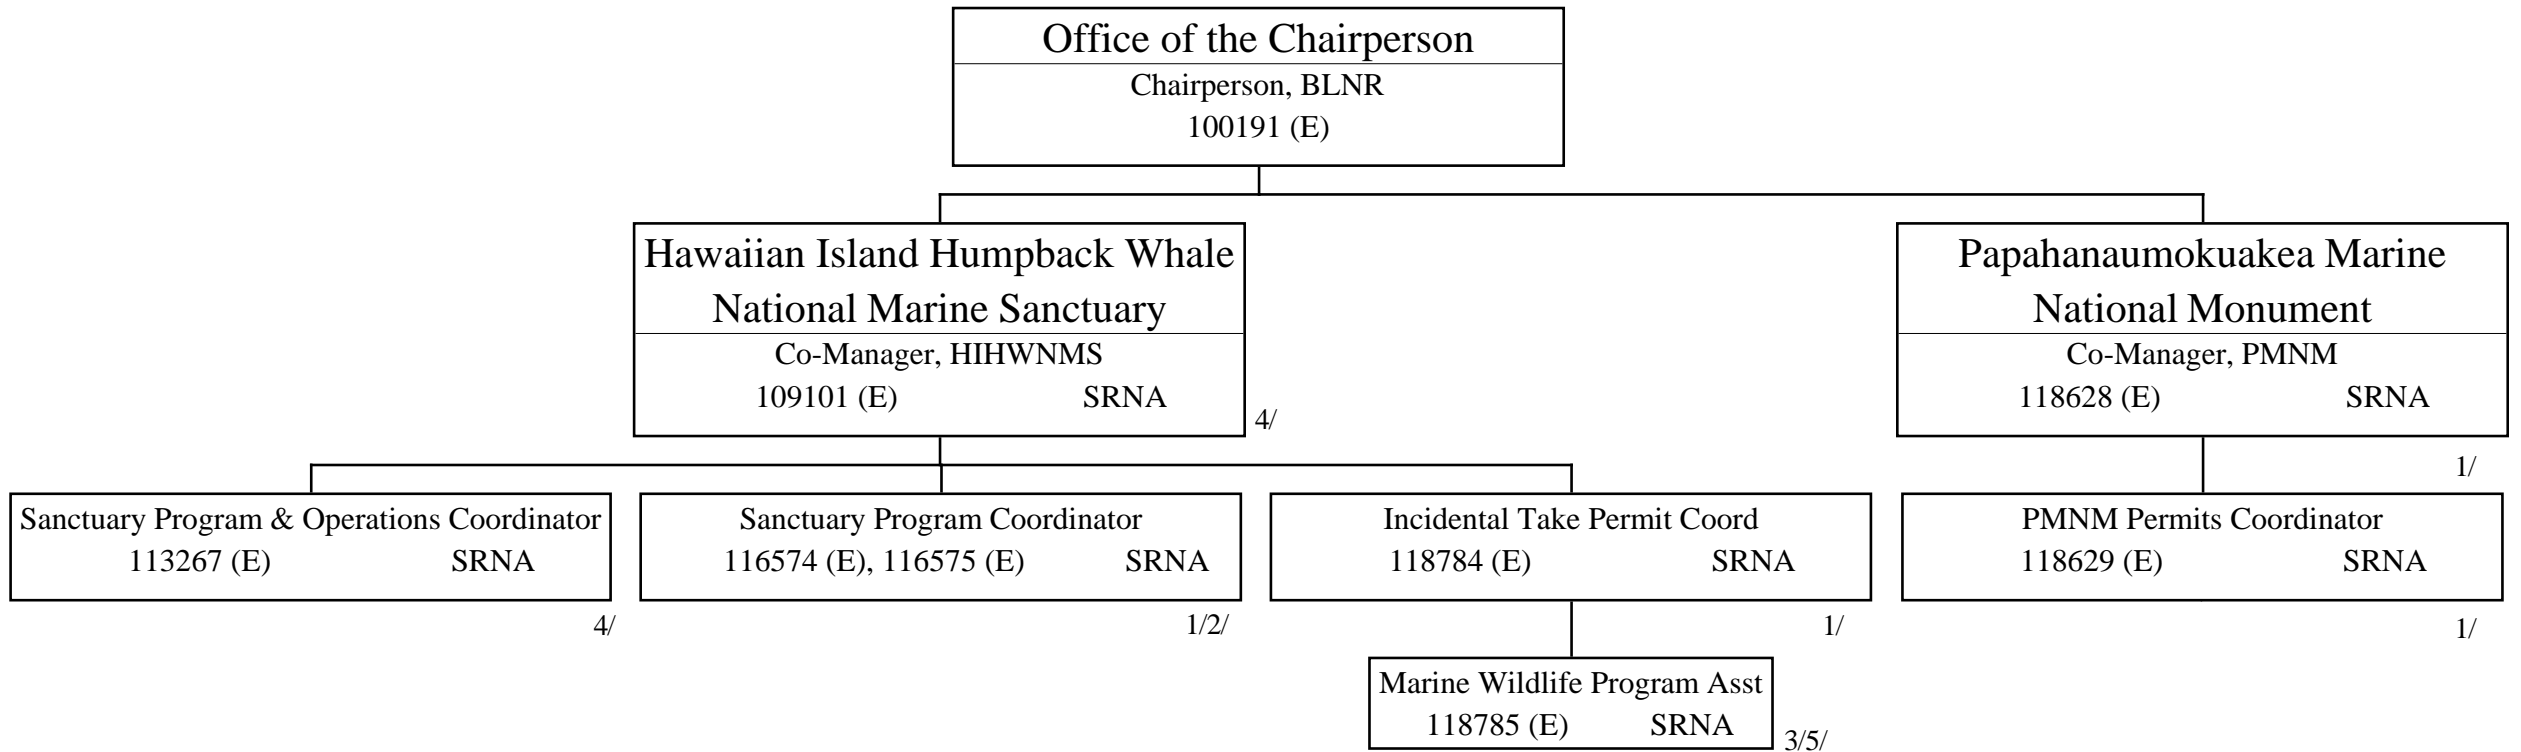 Office of the Chairperson
Chairperson, BLNR
100191 (E)
Hawaiian Island Humpback Whale
National Marine Sanctuary
Co-Manager, HIHWNMS
109101 (E) SRNA
4/
Papahanaumokuakea Marine
National Monument
Co-Manager, PMNM
118628 (E) SRNA
1/
Sanctuary Program & Operations Coordinator
113267 (E) SRNA
4/
Sanctuary Program Coordinator
116574 (E), 116575 (E) SRNA
1/2/
Incidental Take Permit Coord
118784 (E) SRNA
1/
PMNM Permits Coordinator
118629 (E) SRNA
1/
Marine Wildlife Program Asst
118785 (E) SRNA
3/5/